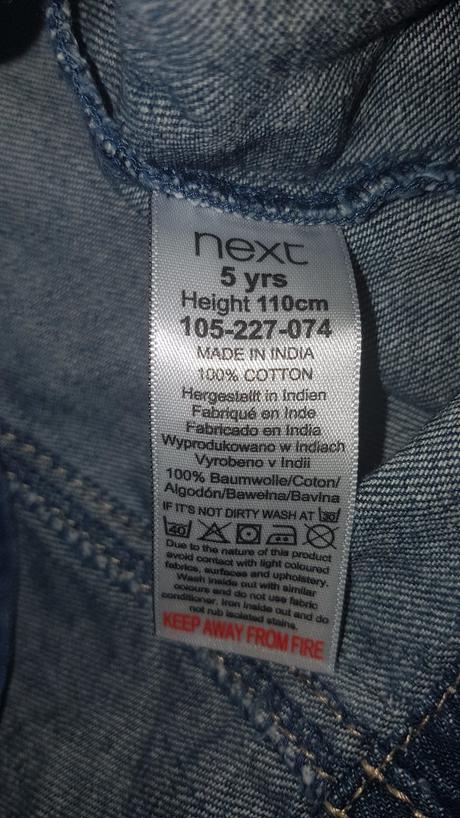 next
5 yrs
Height 110cm
105-227-074
MADE IN INDIA
100% COTTON
Hergestellt in Indien
Fabriqué en Inde
Fabricado en India
Wyprodukowano w Indiach
Vyrobeno v Indii
100% Baumwolle/Coton/
Algodón/Bawełna/Bavlna
IF IT'S NOT DIRTY WASH AT 30
40
Due to the nature of this product
avoid contact with light coloured
fabrics, surfaces and upholstery.
Wash inside out with similar
colours and do not use fabric
conditioner. Iron inside out and do
not rub isolated stains.
KEEP AWAY FROM FIRE